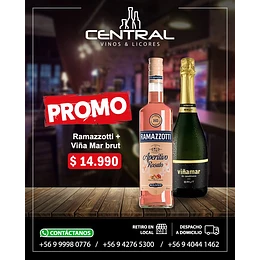 CENTRAL
VINOS & LICORES
PROMO
Ramazzotti +
Viña Mar brut
$ 14.990
RAMAZZOTTI
Aperitivo
Rosato
viñamar
BRUT
CONTÁCTANOS
RETIRO EN
LOCAL
DESPACHO
A DOMICILIO
+56 9 9998 0776 / +56 9 4276 5300 / +56 9 4044 1462